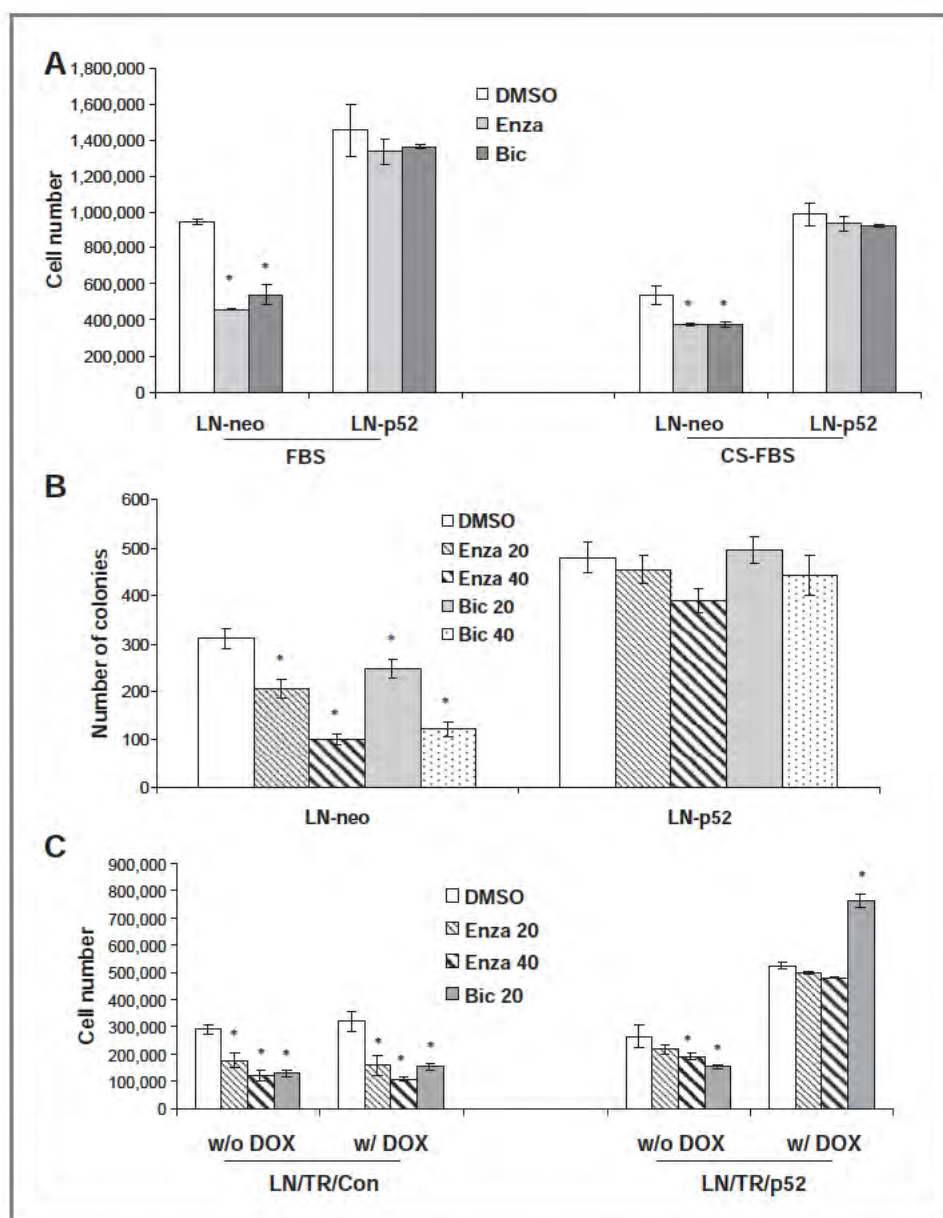 A
1,800,000
1,600,000
1,400,000
1,200,000
1,000,000
800,000
600,000
400,000
200,000
0
Cell number
DMSO
Enza
Bic
* * * *
LN-neo LN-p52 LN-neo LN-p52
FBS CS-FBS
B
600
500
400
300
200
100
0
Number of colonies
DMSO
Enza 20
Enza 40
Bic 20
Bic 40
* * * *
LN-neo LN-p52
C
900,000
800,000
700,000
600,000
500,000
400,000
300,000
200,000
100,000
0
Cell number
DMSO
Enza 20
Enza 40
Bic 20
* * * * * * * * *
w/o DOX w/ DOX w/o DOX w/ DOX
LN/TR/Con LN/TR/p52